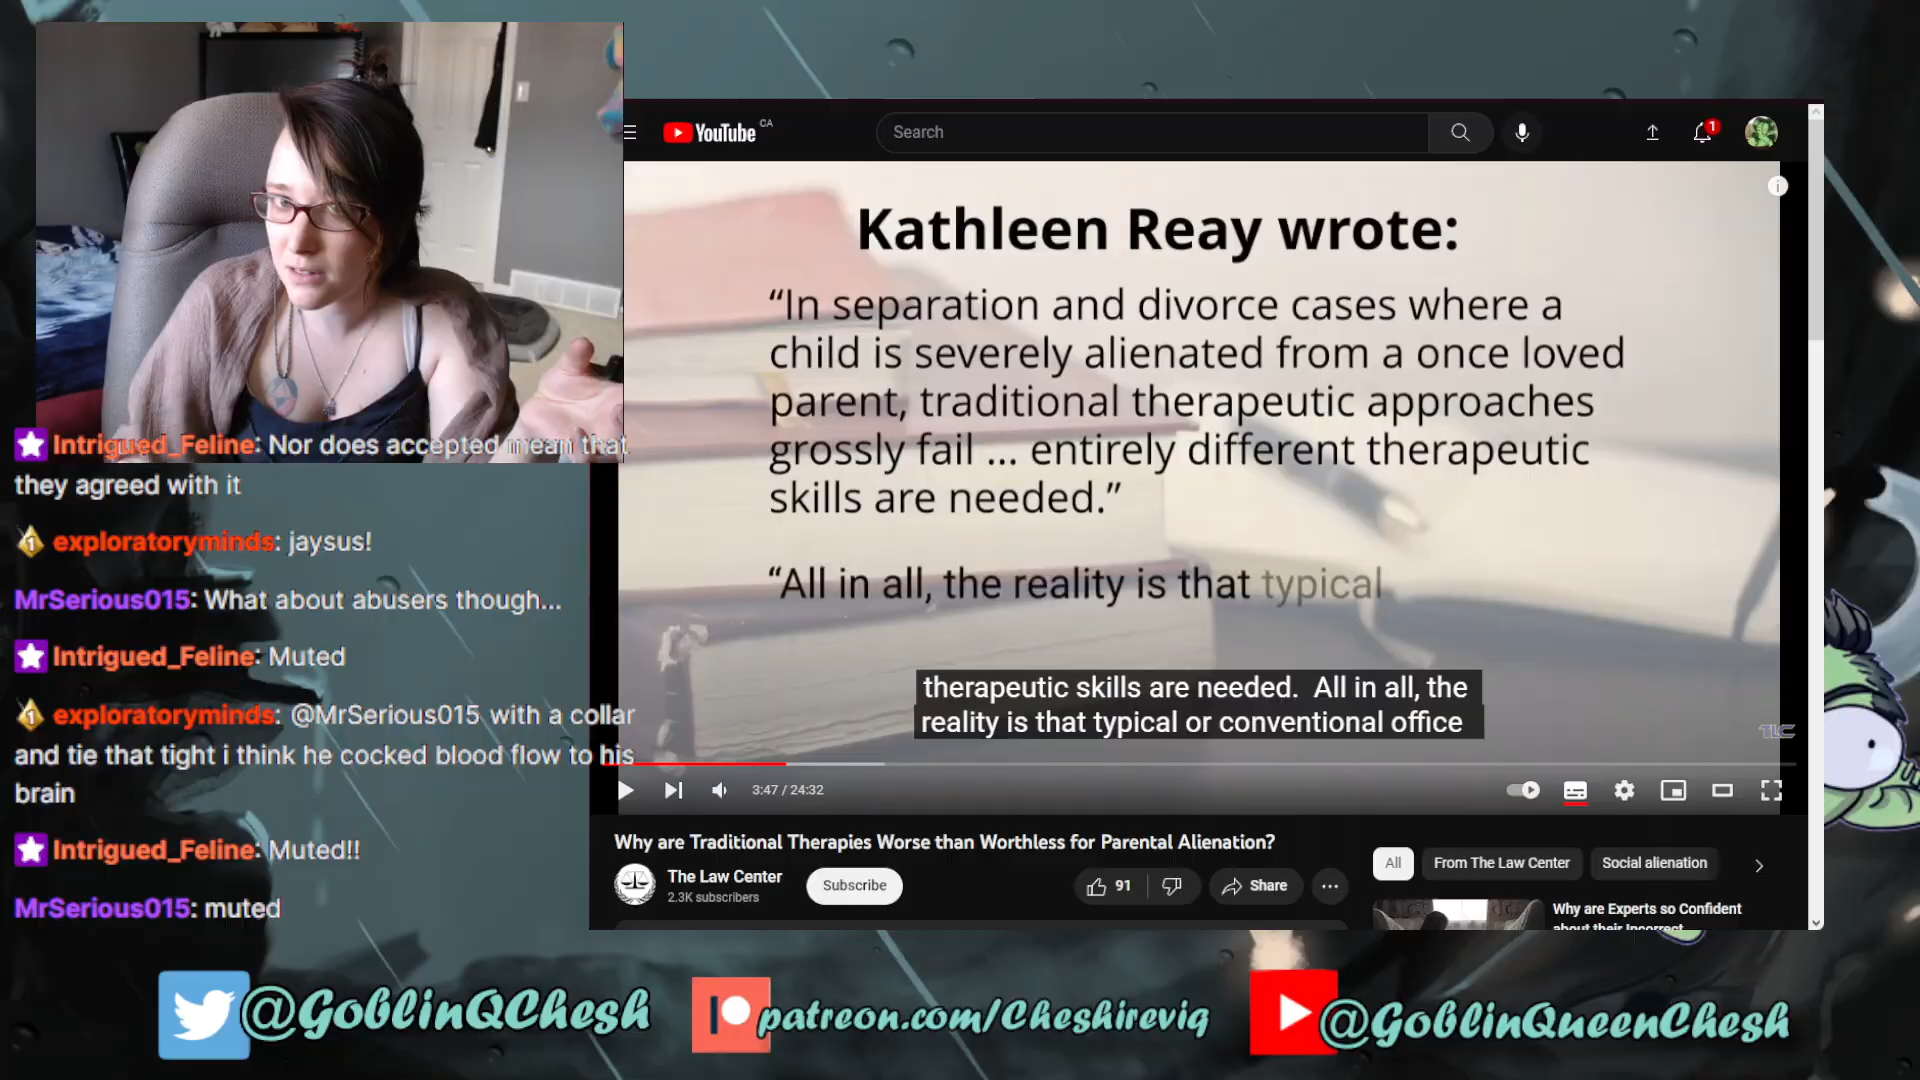 Intrigued_Feline: Nor does accepted mean that
they agreed with it
exploratoryminds: jaysus!
MrSerious015: What about abusers though...
Intrigued_Feline: Muted
exploratoryminds: @MrSerious015 with a collar
and tie that tight i think he cocked blood flow to his
brain
Intrigued_Feline: Muted!!
MrSerious015: muted
YouTube CA
Search
1
Kathleen Reay wrote:
“In separation and divorce cases where a
child is severely alienated from a once loved
parent, traditional therapeutic approaches
grossly fail ... entirely different therapeutic
skills are needed.”
“All in all, the reality is that typical
therapeutic skills are needed. All in all, the
reality is that typical or conventional office
TLC
3:47 / 24:32
Why are Traditional Therapies Worse than Worthless for Parental Alienation?
The Law Center
2.3K subscribers
Subscribe
91
Share
All
From The Law Center
Social alienation
Why are Experts so Confident
about their Incorrect
@GoblinQChesh
patreon.com/Cheshireviq
@GoblinQueenChesh